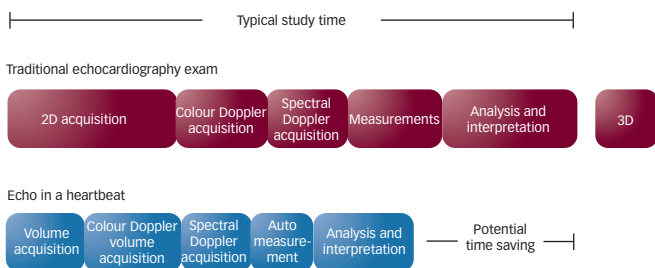 Typical study time
Traditional echocardiography exam
2D acquisition
Colour Doppler
acquisition
Spectral
Doppler
acquisition
Measurements
Analysis and
interpretation
3D
Echo in a heartbeat
Volume
acquisition
Colour Doppler
volume
acquisition
Spectral
Doppler
acquisition
Auto
measure-
ment
Analysis and
interpretation
Potential
time saving